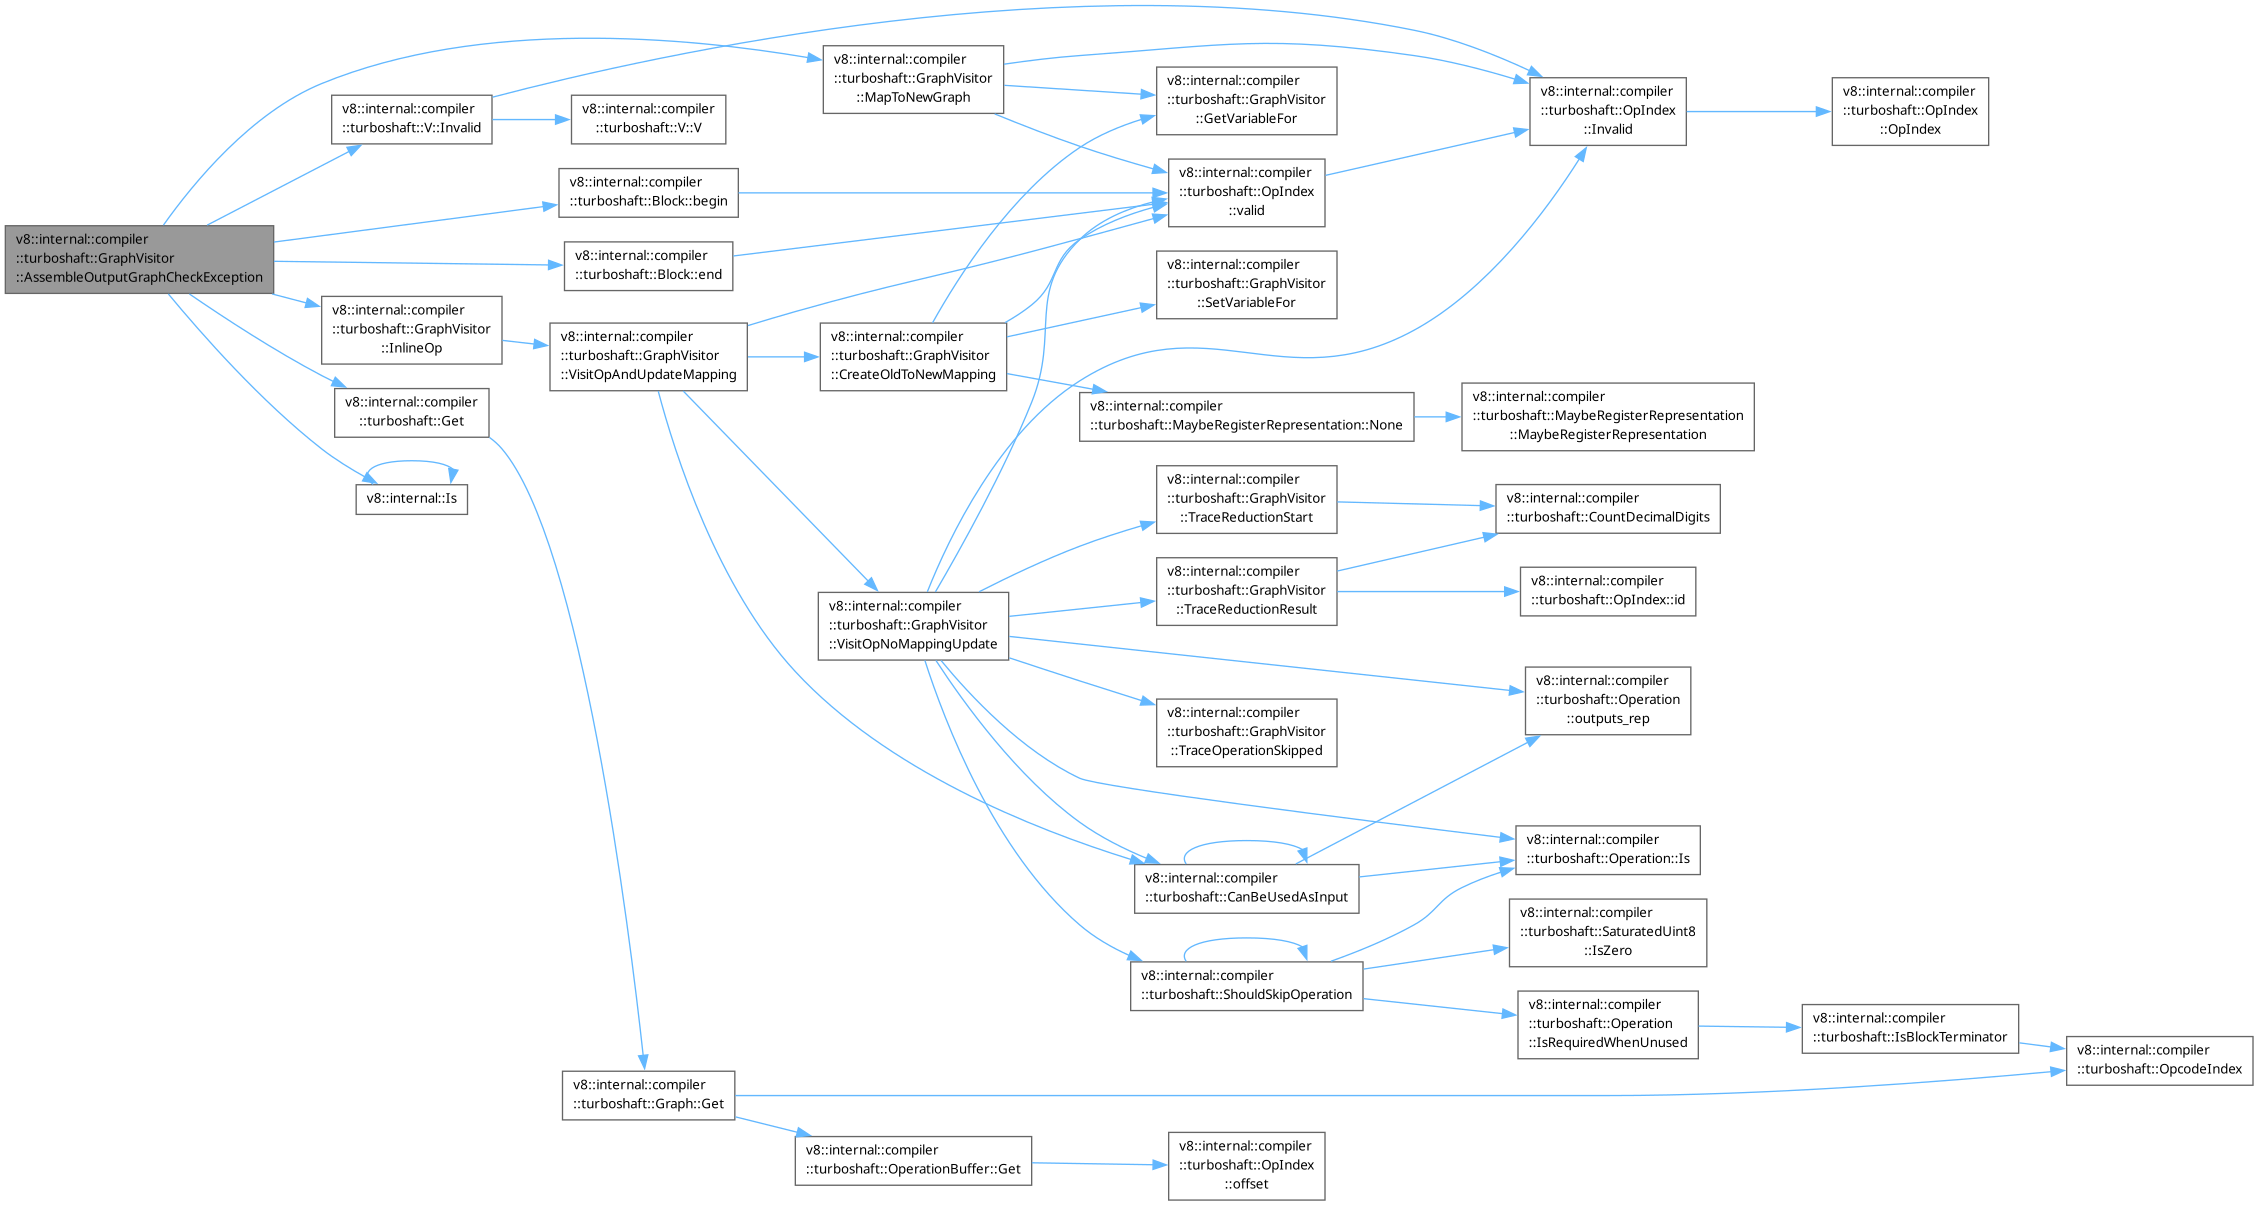 v8::internal::compiler
::turboshaft::GraphVisitor
::AssembleOutputGraphCheckException
v8::internal::compiler
::turboshaft::V::Invalid
v8::internal::compiler
::turboshaft::GraphVisitor
::InlineOp
v8::internal::compiler
::turboshaft::Get
v8::internal::Is
v8::internal::compiler
::turboshaft::V::V
v8::internal::compiler
::turboshaft::Block::begin
v8::internal::compiler
::turboshaft::Block::end
v8::internal::compiler
::turboshaft::GraphVisitor
::VisitOpAndUpdateMapping
v8::internal::compiler
::turboshaft::Graph::Get
v8::internal::compiler
::turboshaft::GraphVisitor
::MapToNewGraph
v8::internal::compiler
::turboshaft::GraphVisitor
::CreateOldToNewMapping
v8::internal::compiler
::turboshaft::GraphVisitor
::VisitOpNoMappingUpdate
v8::internal::compiler
::turboshaft::OperationBuffer::Get
v8::internal::compiler
::turboshaft::GraphVisitor
::GetVariableFor
v8::internal::compiler
::turboshaft::OpIndex
::valid
v8::internal::compiler
::turboshaft::GraphVisitor
::SetVariableFor
v8::internal::compiler
::turboshaft::MaybeRegisterRepresentation::None
v8::internal::compiler
::turboshaft::GraphVisitor
::TraceReductionStart
v8::internal::compiler
::turboshaft::GraphVisitor
::TraceReductionResult
v8::internal::compiler
::turboshaft::GraphVisitor
::TraceOperationSkipped
v8::internal::compiler
::turboshaft::CanBeUsedAsInput
v8::internal::compiler
::turboshaft::ShouldSkipOperation
v8::internal::compiler
::turboshaft::OpIndex
::offset
v8::internal::compiler
::turboshaft::OpIndex
::Invalid
v8::internal::compiler
::turboshaft::MaybeRegisterRepresentation
::MaybeRegisterRepresentation
v8::internal::compiler
::turboshaft::CountDecimalDigits
v8::internal::compiler
::turboshaft::OpIndex::id
v8::internal::compiler
::turboshaft::Operation
::outputs_rep
v8::internal::compiler
::turboshaft::Operation::Is
v8::internal::compiler
::turboshaft::SaturatedUint8
::IsZero
v8::internal::compiler
::turboshaft::Operation
::IsRequiredWhenUnused
v8::internal::compiler
::turboshaft::OpIndex
::OpIndex
v8::internal::compiler
::turboshaft::IsBlockTerminator
v8::internal::compiler
::turboshaft::OpcodeIndex